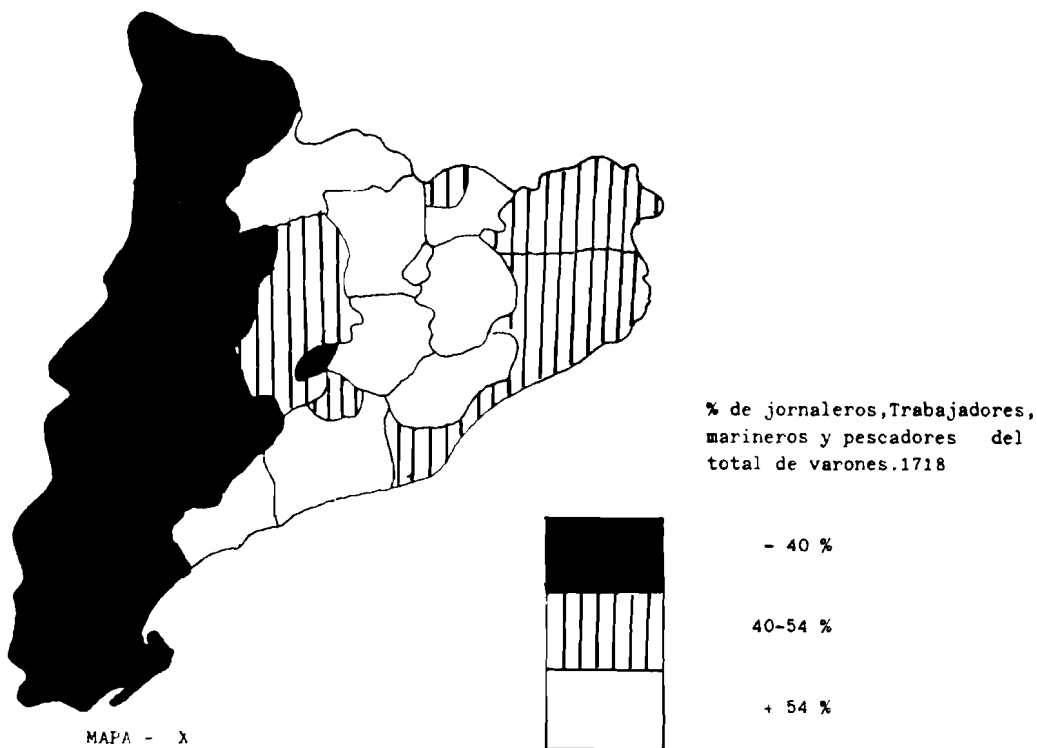 % de jornaleros,Trabajadores,
marineros y pescadores del
total de varones.1718
- 40 %
40-54 %
+ 54 %
MAPA - X